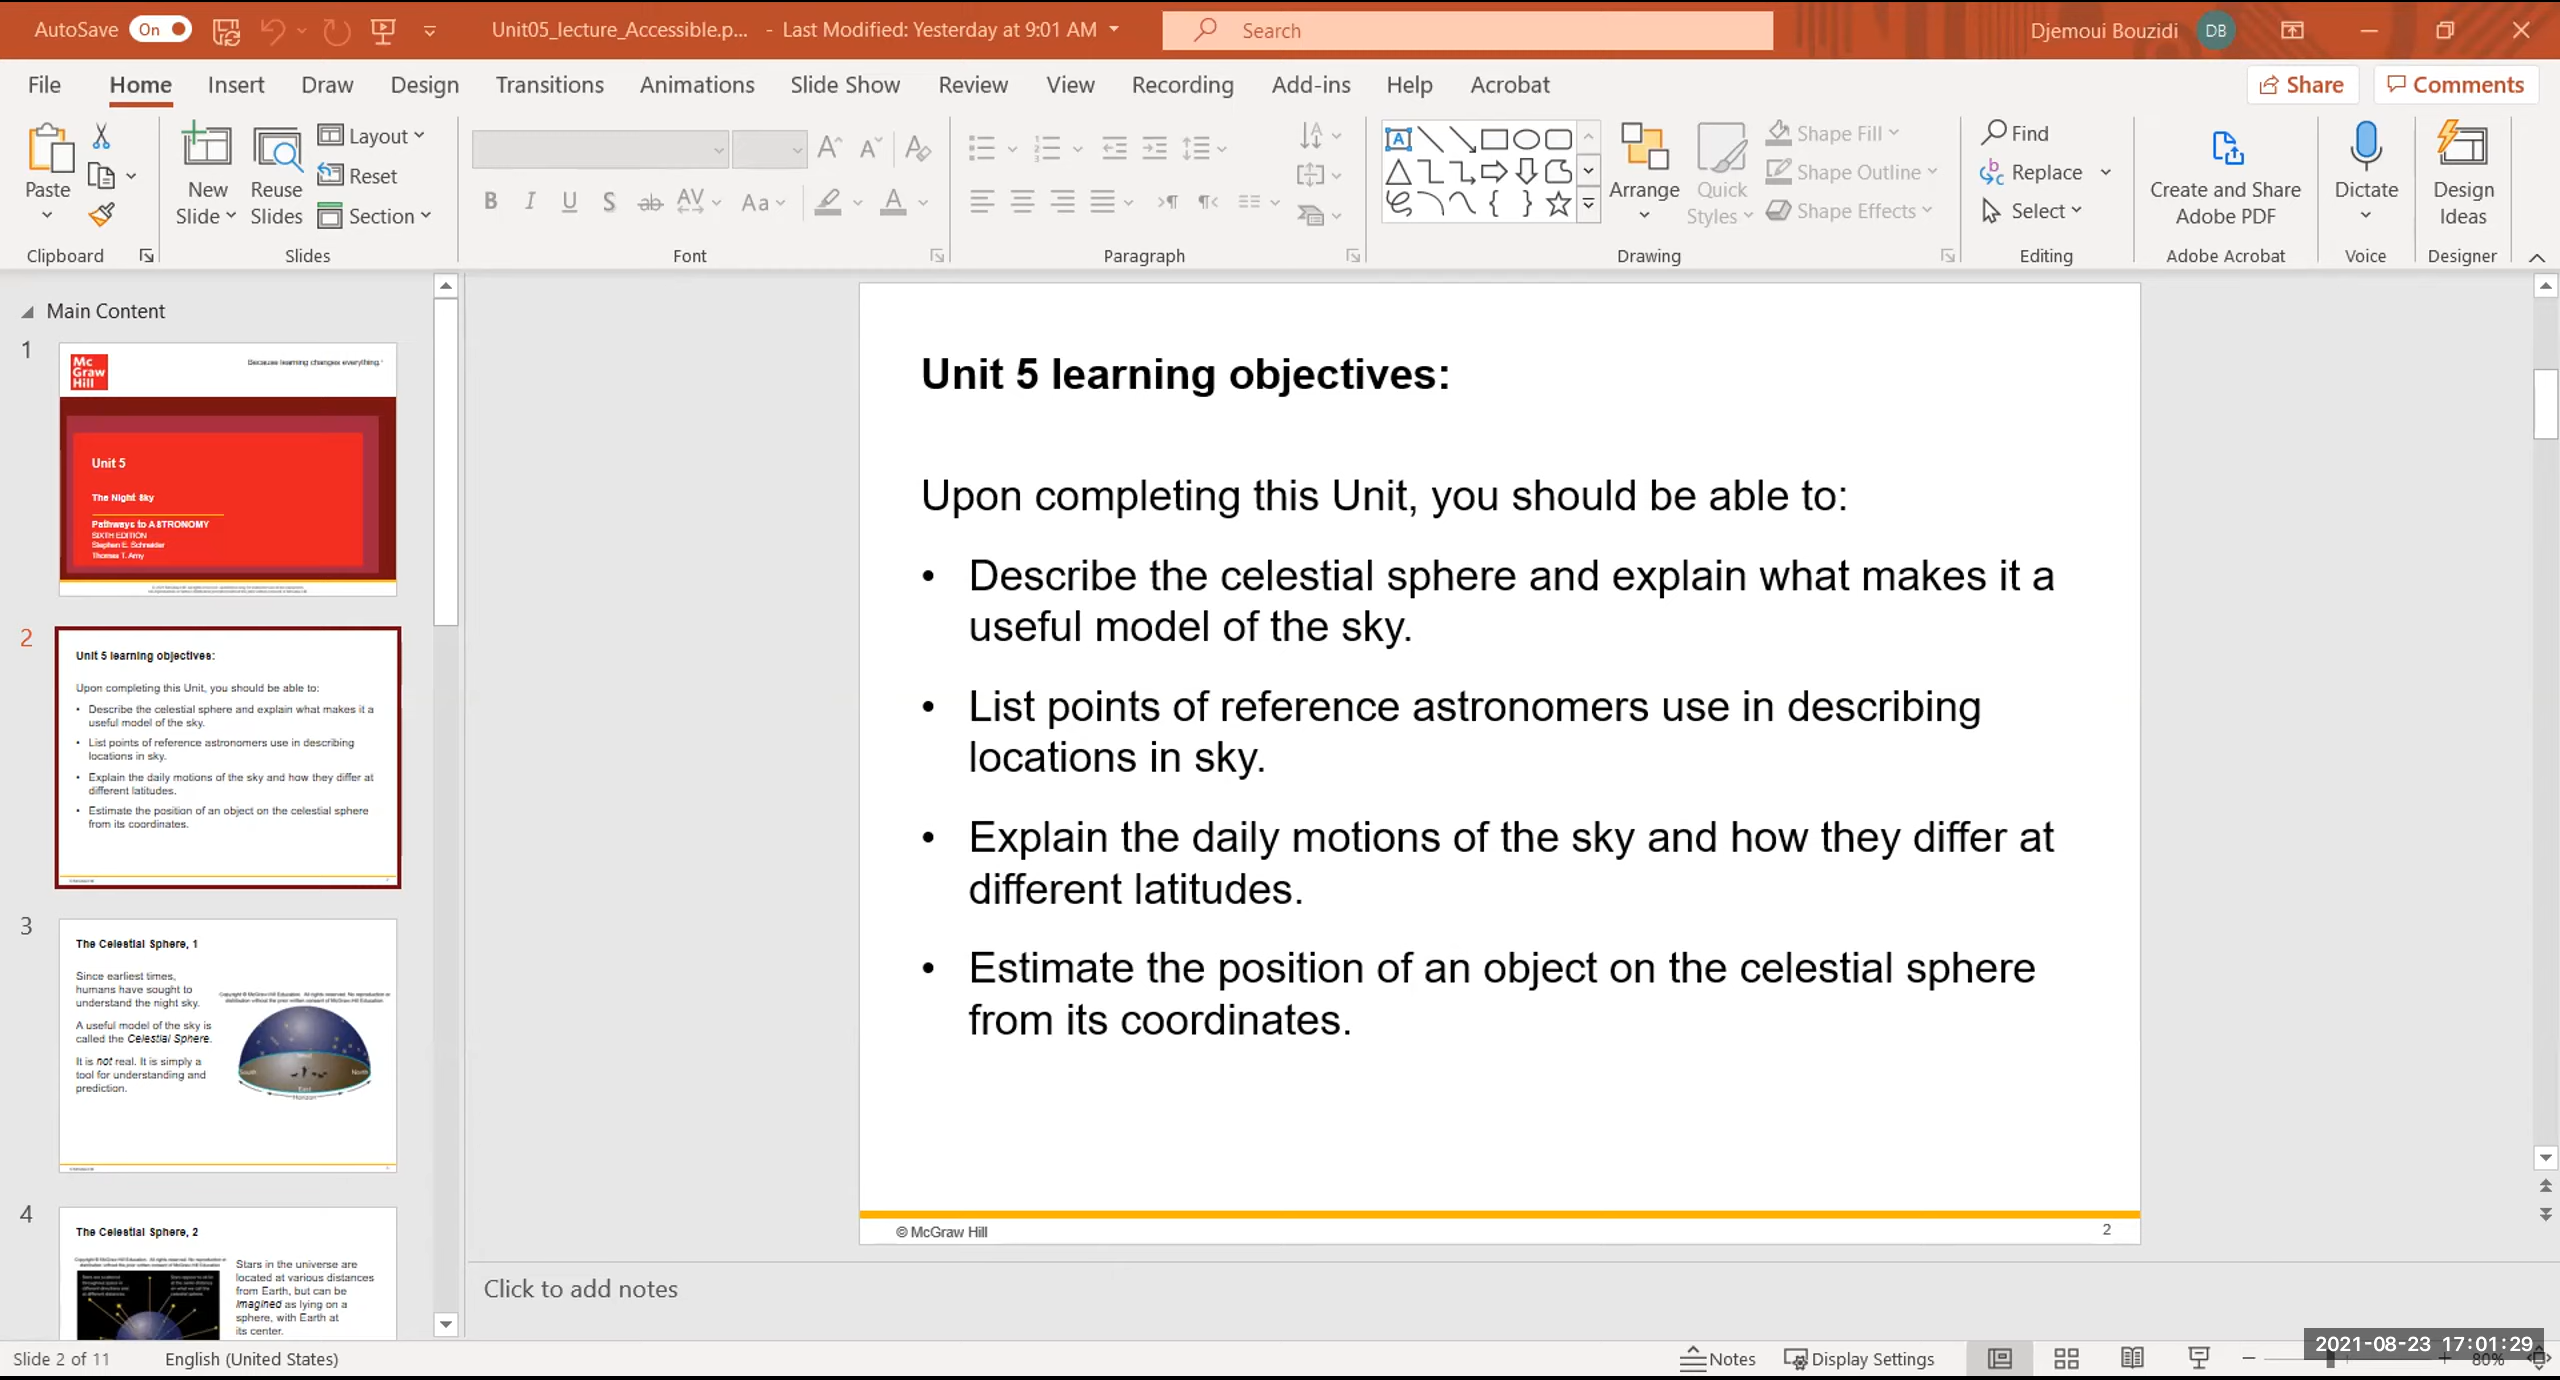 AutoSave On Unit05_lecture_Accessible.p... - Last Modified: Yesterday at 9:01 AM Search Djemoui Bouzidi DB
File Home Insert Draw Design Transitions Animations Slide Show Review View Recording Add-ins Help Acrobat Share Comments
Paste
Clipboard
New Slide
Reuse Slides
Layout
Reset
Section
Slides
Font
Paragraph
Arrange
Quick Styles
Shape Fill
Shape Outline
Shape Effects
Drawing
Find
Replace
Select
Editing
Create and Share
Adobe PDF
Adobe Acrobat
Dictate
Voice
Design
Ideas
Designer
Main Content
1
Mc
Graw
Hill
Because learning changes everything.
Unit 5
The Night Sky
Pathways to ASTRONOMY
SIXTH EDITION
Stephen E. Schneider
Thomas T. Arny
2
Unit 5 learning objectives:
Upon completing this Unit, you should be able to:
• Describe the celestial sphere and explain what makes it a
useful model of the sky.
• List points of reference astronomers use in describing
locations in sky.
• Explain the daily motions of the sky and how they differ at
different latitudes.
• Estimate the position of an object on the celestial sphere
from its coordinates.
3
The Celestial Sphere, 1
Since earliest times,
humans have sought to
understand the night sky.
A useful model of the sky is
called the Celestial Sphere.
It is not real. It is simply a
tool for understanding and
prediction.
Copyright © McGraw-Hill Education. All rights reserved. No reproduction or
distribution without the prior written consent of McGraw-Hill Education
South
North
East
Horizon
4
The Celestial Sphere, 2
Stars in the universe are
located at various distances
from Earth, but can be
imagined as lying on a
sphere, with Earth at
its center.
Unit 5 learning objectives:
Upon completing this Unit, you should be able to:
• Describe the celestial sphere and explain what makes it a
useful model of the sky.
• List points of reference astronomers use in describing
locations in sky.
• Explain the daily motions of the sky and how they differ at
different latitudes.
• Estimate the position of an object on the celestial sphere
from its coordinates.
© McGraw Hill 2
Click to add notes
Slide 2 of 11 English (United States) Notes Display Settings 80%
2021-08-23 17:01:29